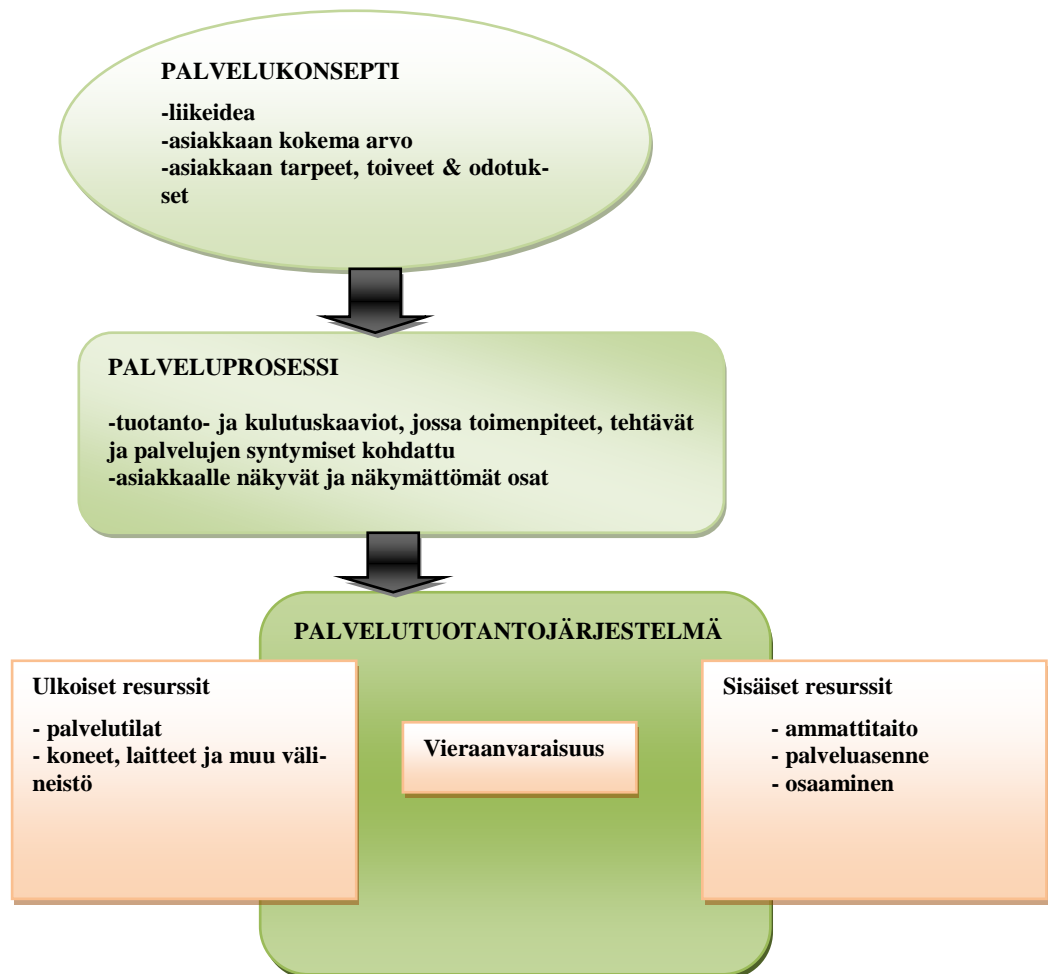 PALVELUKONSEPTI
-liikeidea
-asiakkaan kokema arvo
-asiakkaan tarpeet, toiveet & odotuk-
set
PALVELUPROSESSI
-tuotanto- ja kulutuskaaviot, jossa toimenpiteet, tehtävät
ja palvelujen syntymiset kohdattu
-asiakkaalle näkyvät ja näkymättömät osat
PALVELUTUOTANTOJÄRJESTELMÄ
Ulkoiset resurssit
- palvelutilat
- koneet, laitteet ja muu väli-
neistö
Vieraanvaraisuus
Sisäiset resurssit
- ammattitaito
- palveluasenne
- osaaminen